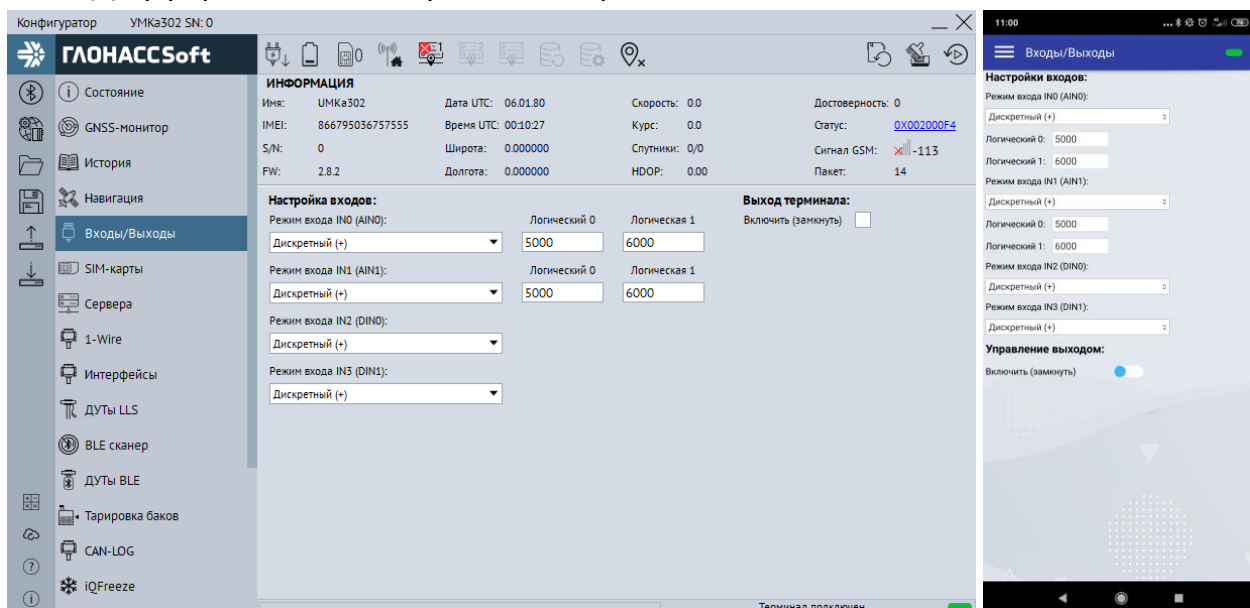 Конфигуратор УМКа302 SN: 0
ГЛОНАССSoft
0
1
Состояние
GNSS-монитор
История
Навигация
Входы/Выходы
SIM-карты
Сервера
1-Wire
Интерфейсы
ДУТы LLS
BLE сканер
ДУТы BLE
Тарировка баков
CAN-LOG
iQFreeze
ИНФОРМАЦИЯ
Имя: UMKa302 Дата UTC: 06.01.80 Скорость: 0.0 Достоверность: 0
IMEI: 866795036757555 Время UTC: 00:10:27 Курс: 0.0 Статус: 0X002000F4
S/N: 0 Широта: 0.000000 Спутники: 0/0 Сигнал GSM: -113
FW: 2.8.2 Долгота: 0.000000 HDOP: 0.00 Пакет: 14
Настройка входов: Выход терминала:
Режим входа IN0 (AIN0): Логический 0 Логическая 1 Включить (замкнуть)
Дискретный (+) 5000 6000
Режим входа IN1 (AIN1): Логический 0 Логическая 1
Дискретный (+) 5000 6000
Режим входа IN2 (DIN0):
Дискретный (+)
Режим входа IN3 (DIN1):
Дискретный (+)
Терминал подключен
11:00
Входы/Выходы
Настройки входов:
Режим входа IN0 (AIN0):
Дискретный (+)
Логический 0: 5000
Логический 1: 6000
Режим входа IN1 (AIN1):
Дискретный (+)
Логический 0: 5000
Логический 1: 6000
Режим входа IN2 (DIN0):
Дискретный (+)
Режим входа IN3 (DIN1):
Дискретный (+)
Управление выходом:
Включить (замкнуть)